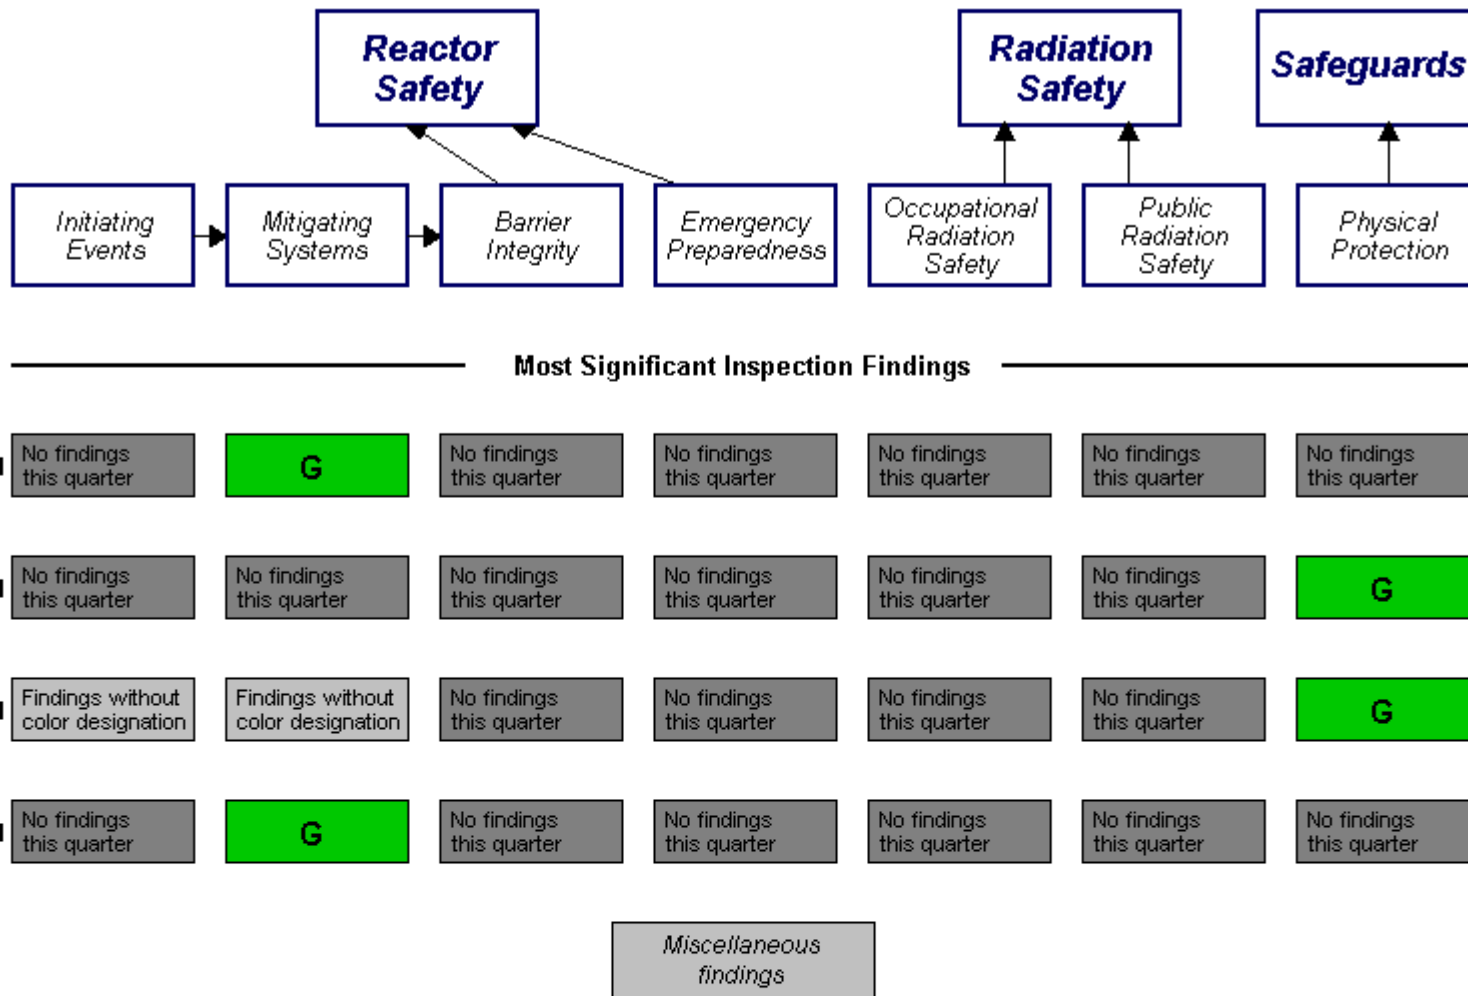 Reactor
Safety
Radiation
Safety
Safeguards
Initiating
Events
Mitigating
Systems
Barrier
Integrity
Emergency
Preparedness
Occupational
Radiation
Safety
Public
Radiation
Safety
Physical
Protection
Most Significant Inspection Findings
No findings
this quarter
G
No findings
this quarter
No findings
this quarter
No findings
this quarter
No findings
this quarter
No findings
this quarter
No findings
this quarter
No findings
this quarter
No findings
this quarter
No findings
this quarter
No findings
this quarter
No findings
this quarter
G
Findings without
color designation
Findings without
color designation
No findings
this quarter
No findings
this quarter
No findings
this quarter
No findings
this quarter
G
No findings
this quarter
G
No findings
this quarter
No findings
this quarter
No findings
this quarter
No findings
this quarter
No findings
this quarter
Miscellaneous
findings